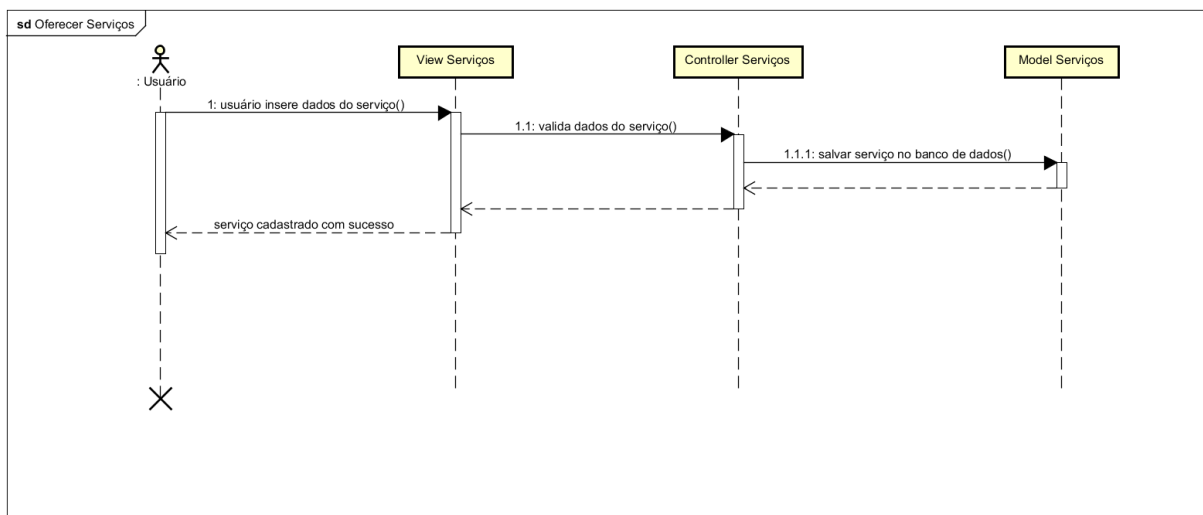 sd Oferecer Serviços
: Usuário
View Serviços
Controller Serviços
Model Serviços
1: usuário insere dados do serviço()
1.1: valida dados do serviço()
1.1.1: salvar serviço no banco de dados()
serviço cadastrado com sucesso